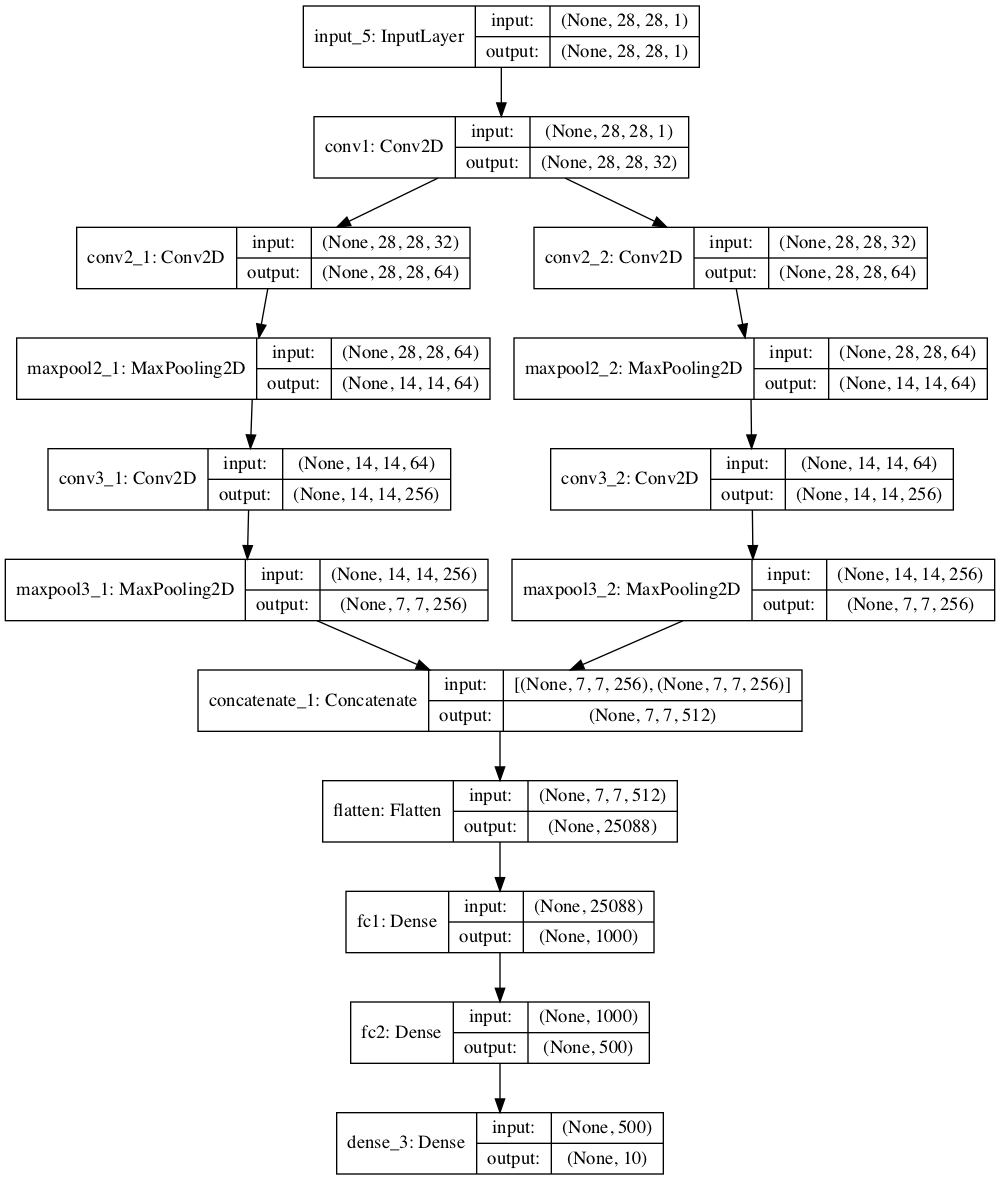 input_5: InputLayer
input: (None, 28, 28, 1)
output: (None, 28, 28, 1)
conv1: Conv2D
input: (None, 28, 28, 1)
output: (None, 28, 28, 32)
conv2_1: Conv2D
input: (None, 28, 28, 32)
output: (None, 28, 28, 64)
conv2_2: Conv2D
input: (None, 28, 28, 32)
output: (None, 28, 28, 64)
maxpool2_1: MaxPooling2D
input: (None, 28, 28, 64)
output: (None, 14, 14, 64)
maxpool2_2: MaxPooling2D
input: (None, 28, 28, 64)
output: (None, 14, 14, 64)
conv3_1: Conv2D
input: (None, 14, 14, 64)
output: (None, 14, 14, 256)
conv3_2: Conv2D
input: (None, 14, 14, 64)
output: (None, 14, 14, 256)
maxpool3_1: MaxPooling2D
input: (None, 14, 14, 256)
output: (None, 7, 7, 256)
maxpool3_2: MaxPooling2D
input: (None, 14, 14, 256)
output: (None, 7, 7, 256)
concatenate_1: Concatenate
input: [(None, 7, 7, 256), (None, 7, 7, 256)]
output: (None, 7, 7, 512)
flatten: Flatten
input: (None, 7, 7, 512)
output: (None, 25088)
fc1: Dense
input: (None, 25088)
output: (None, 1000)
fc2: Dense
input: (None, 1000)
output: (None, 500)
dense_3: Dense
input: (None, 500)
output: (None, 10)